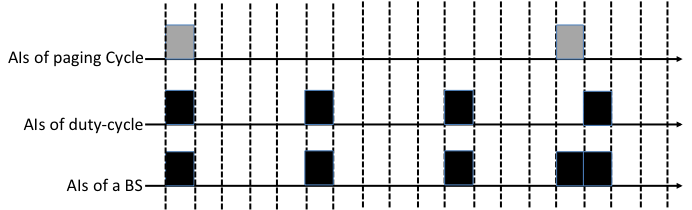 AIs of paging Cycle
AIs of duty-cycle
AIs of a BS